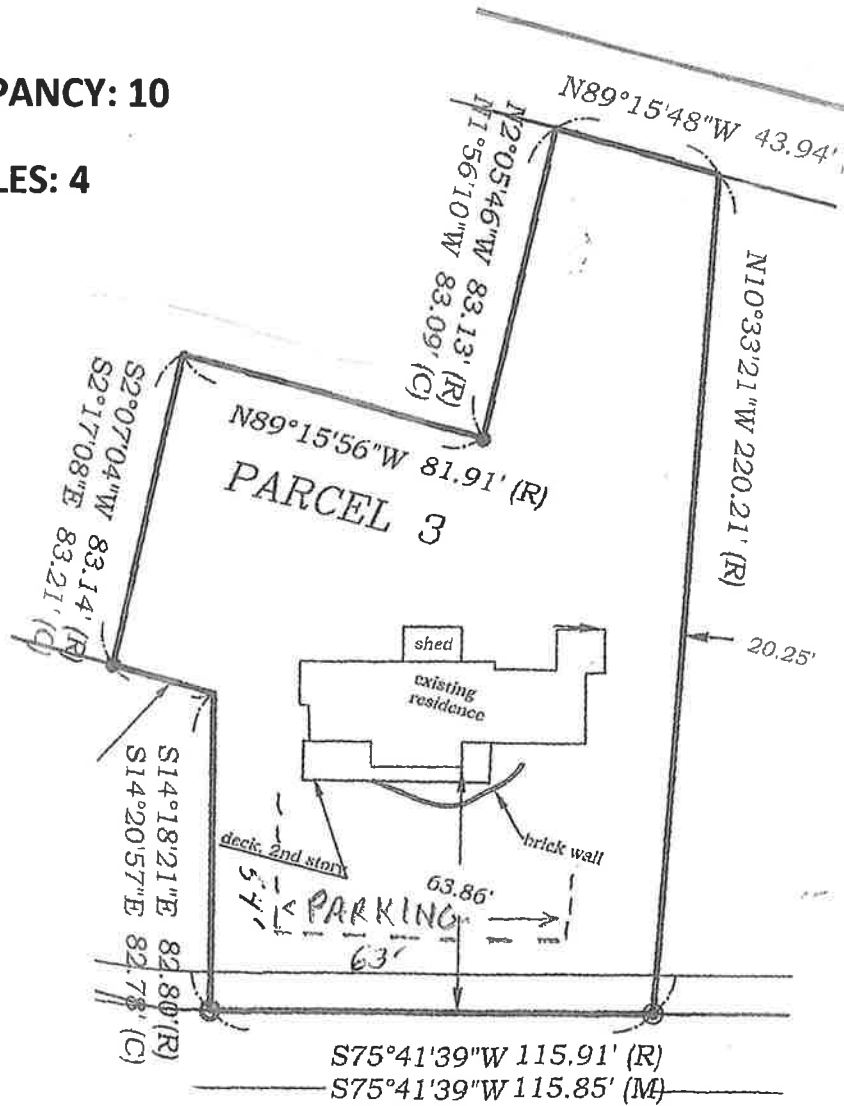 PANCY: 10
LES: 4
N89°15'48"W 43.94'
N2°05'46"W 83.13' (R)
N1°56'10"W 83.09' (C)
N10°33'21"W 220.21' (R)
N89°15'56"W 81.91' (R)
PARCEL 3
S2°07'04"W 83.14' (R)
S2°17'08"E 83.21' (C)
20.25'
shed
existing
residence
S14°18'21"E 82.80' (R)
S14°20'57"E 82.78' (C)
deck, 2nd story
brick wall
63.86'
54'
PARKING
63'
S75°41'39"W 115.91' (R)
S75°41'39"W 115.85' (M)